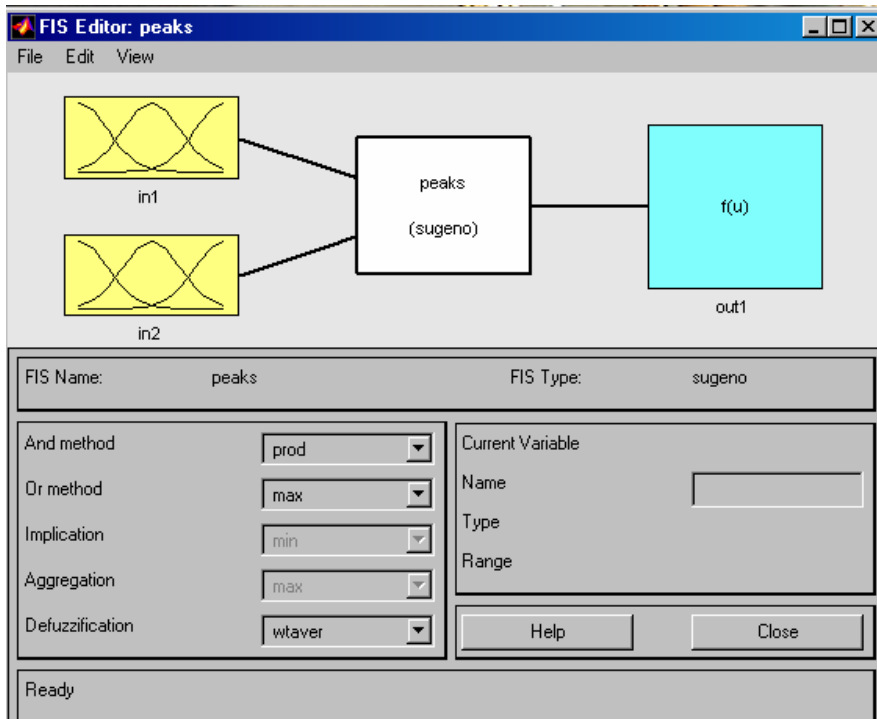 FIS Editor: peaks
File Edit View
in1
in2
peaks
(sugeno)
f(u)
out1
FIS Name: peaks FIS Type: sugeno
And method prod
Or method max
Implication min
Aggregation max
Defuzzification wtaver
Current Variable
Name
Type
Range
Help Close
Ready